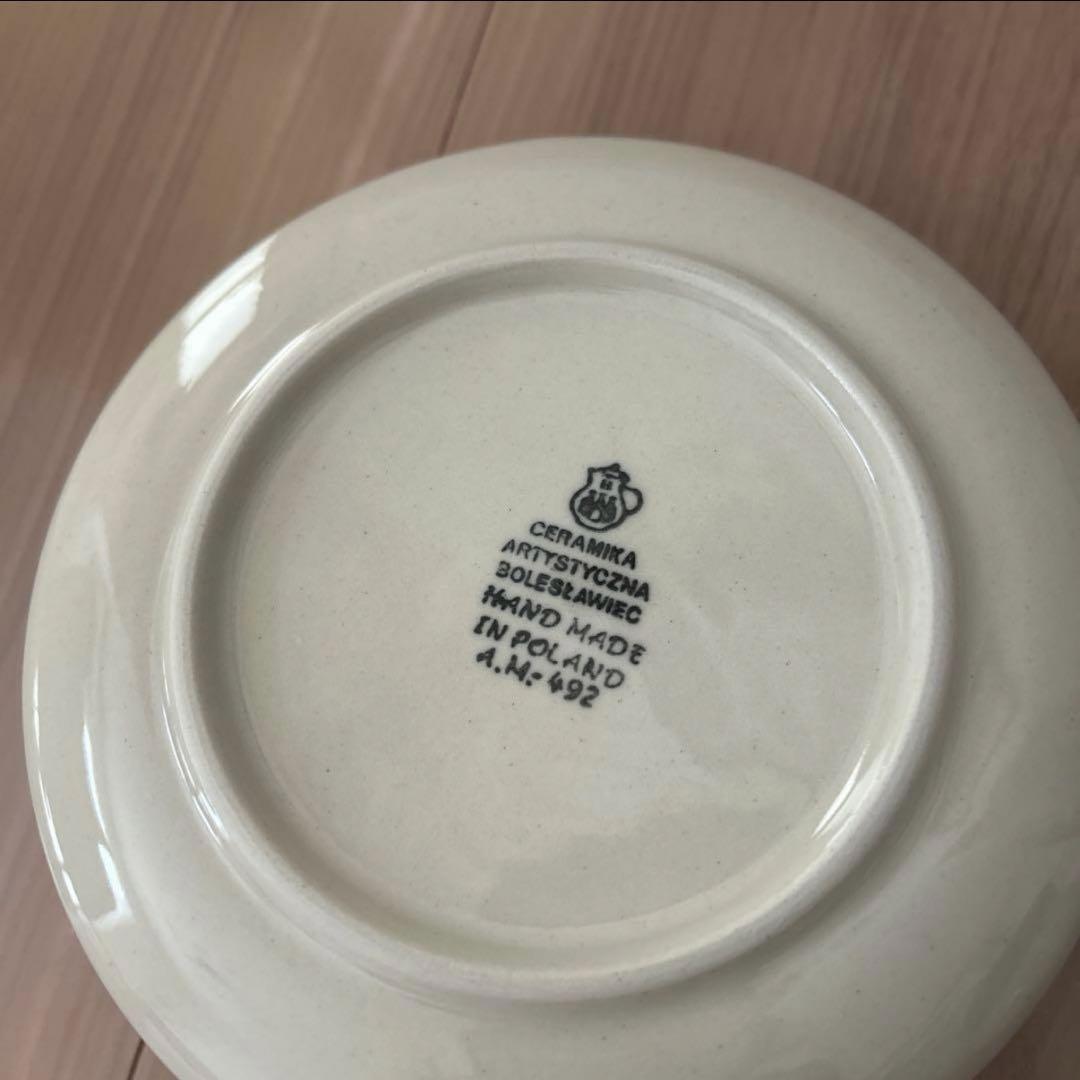 CERAMIKA
ARTYSTYCZNA
BOLESŁAWIEC
HAND MADE
IN POLAND
A.M.- 492